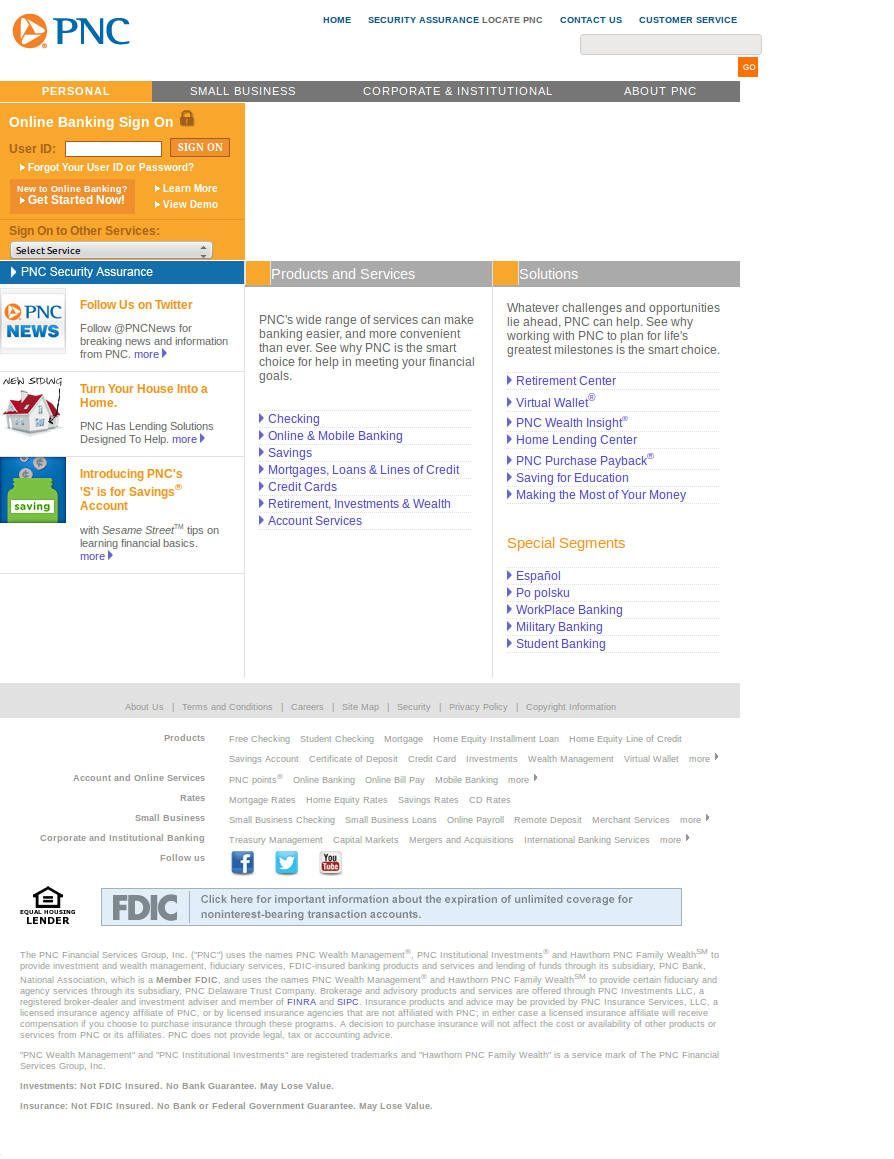 PNC
HOME SECURITY ASSURANCE LOCATE PNC CONTACT US CUSTOMER SERVICE
GO
PERSONAL SMALL BUSINESS CORPORATE & INSTITUTIONAL ABOUT PNC
Online Banking Sign On
User ID: SIGN ON
Forgot Your User ID or Password?
New to Online Banking?
Get Started Now!
Learn More
View Demo
Sign On to Other Services:
Select Service
PNC Security Assurance
PNC
NEWS
Follow Us on Twitter
Follow @PNCNews for
breaking news and information
from PNC. more
NEW SIDING
Turn Your House Into a
Home.
PNC Has Lending Solutions
Designed To Help. more
saving
Introducing PNC's
'S' is for Savings®
Account
with Sesame Street™ tips on
learning financial basics.
more
Products and Services
PNC's wide range of services can make
banking easier, and more convenient
than ever. See why PNC is the smart
choice for help in meeting your financial
goals.
Checking
Online & Mobile Banking
Savings
Mortgages, Loans & Lines of Credit
Credit Cards
Retirement, Investments & Wealth
Account Services
Solutions
Whatever challenges and opportunities
lie ahead, PNC can help. See why
working with PNC to plan for life's
greatest milestones is the smart choice.
Retirement Center
Virtual Wallet®
PNC Wealth Insight®
Home Lending Center
PNC Purchase Payback®
Saving for Education
Making the Most of Your Money
Special Segments
Español
Po polsku
WorkPlace Banking
Military Banking
Student Banking
About Us | Terms and Conditions | Careers | Site Map | Security | Privacy Policy | Copyright Information
Products Free Checking Student Checking Mortgage Home Equity Installment Loan Home Equity Line of Credit
Savings Account Certificate of Deposit Credit Card Investments Wealth Management Virtual Wallet more
Account and Online Services PNC points® Online Banking Online Bill Pay Mobile Banking more
Rates Mortgage Rates Home Equity Rates Savings Rates CD Rates
Small Business Small Business Checking Small Business Loans Online Payroll Remote Deposit Merchant Services more
Corporate and Institutional Banking Treasury Management Capital Markets Mergers and Acquisitions International Banking Services more
Follow us f You Tube
EQUAL HOUSING
LENDER
FDIC Click here for important information about the expiration of unlimited coverage for
noninterest-bearing transaction accounts.
The PNC Financial Services Group, Inc. ("PNC") uses the names PNC Wealth Management®, PNC Institutional Investments® and Hawthorn PNC Family Wealth℠ to
provide investment and wealth management, fiduciary services, FDIC-insured banking products and services and lending of funds through its subsidiary, PNC Bank,
National Association, which is a Member FDIC, and uses the names PNC Wealth Management® and Hawthorn PNC Family Wealth℠ to provide certain fiduciary and
agency services through its subsidiary, PNC Delaware Trust Company. Brokerage and advisory products and services are offered through PNC Investments LLC, a
registered broker-dealer and investment adviser and member of FINRA and SIPC. Insurance products and advice may be provided by PNC Insurance Services, LLC, a
licensed insurance agency affiliate of PNC, or by licensed insurance agencies that are not affiliated with PNC; in either case a licensed insurance affiliate will receive
compensation if you choose to purchase insurance through these programs. A decision to purchase insurance will not affect the cost or availability of other products or
services from PNC or its affiliates. PNC does not provide legal, tax or accounting advice.
"PNC Wealth Management" and "PNC Institutional Investments" are registered trademarks and "Hawthorn PNC Family Wealth" is a service mark of The PNC Financial
Services Group, Inc.
Investments: Not FDIC Insured. No Bank Guarantee. May Lose Value.
Insurance: Not FDIC Insured. No Bank or Federal Government Guarantee. May Lose Value.